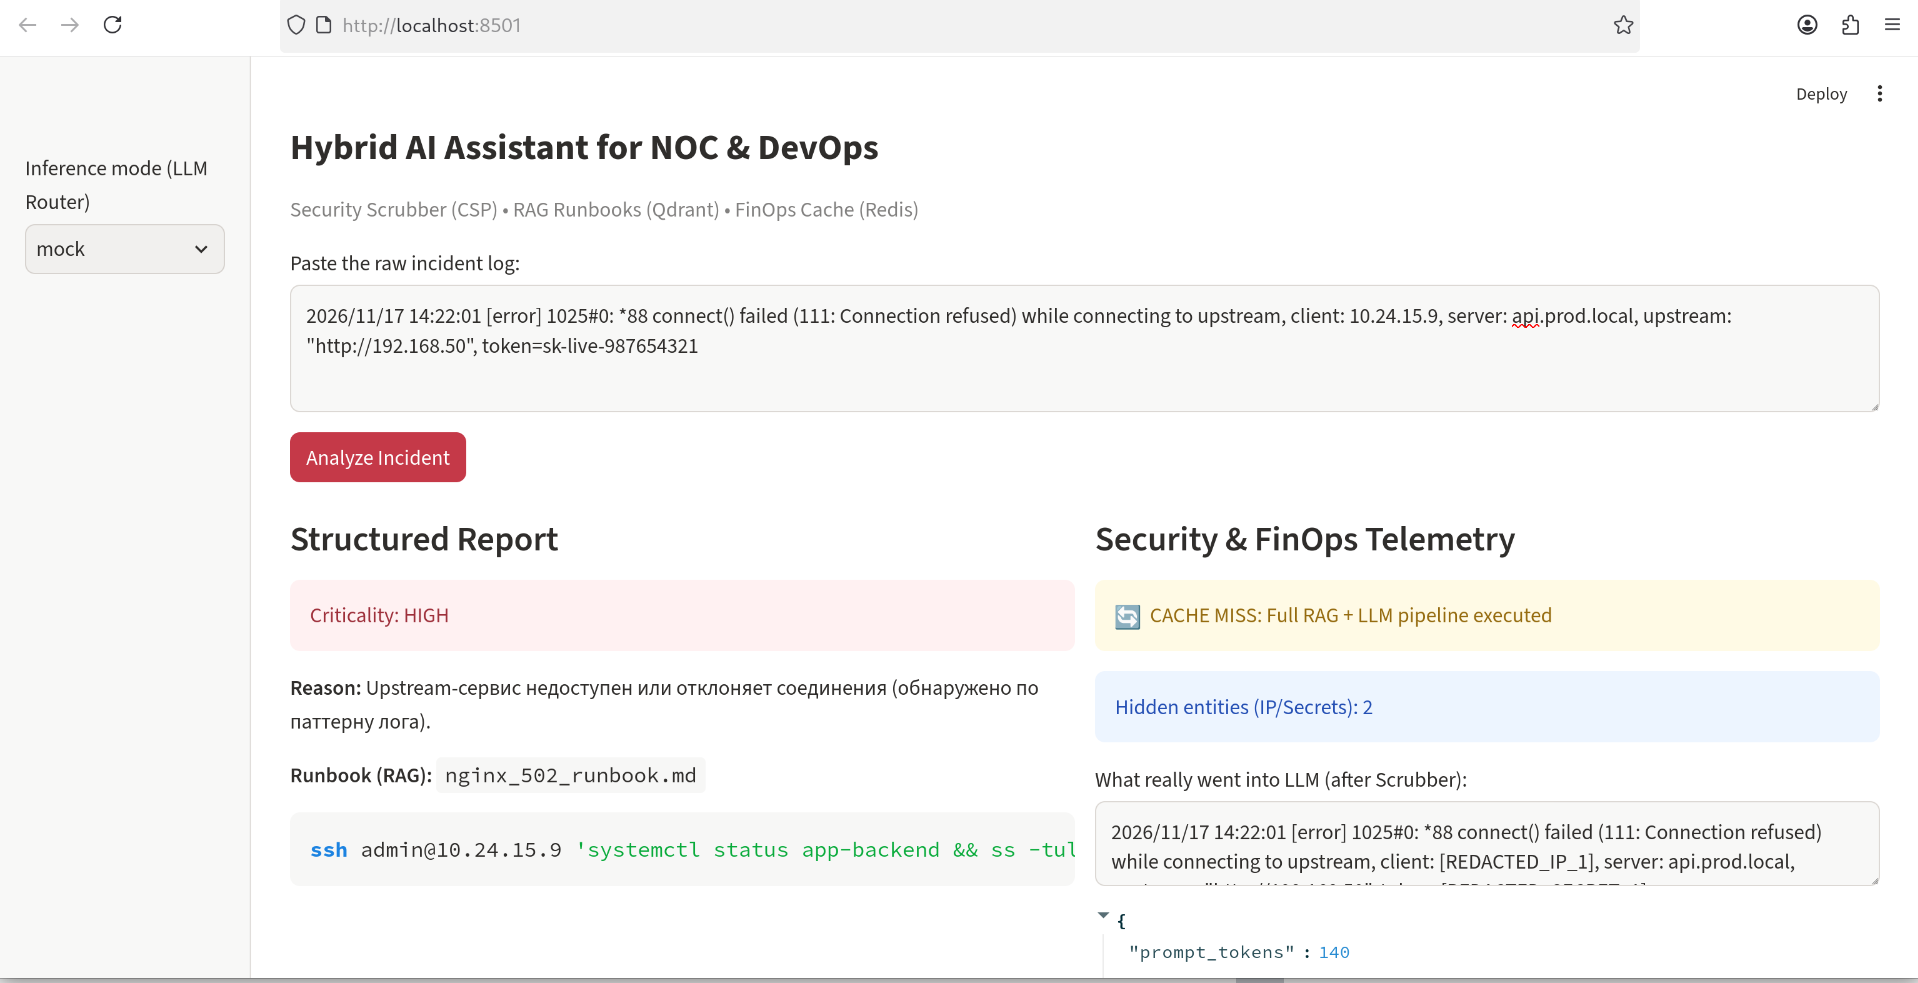 http://localhost:8501
Deploy
Inference mode (LLM
Router)
mock
Hybrid AI Assistant for NOC & DevOps
Security Scrubber (CSP) • RAG Runbooks (Qdrant) • FinOps Cache (Redis)
Paste the raw incident log:
2026/11/17 14:22:01 [error] 1025#0: *88 connect() failed (111: Connection refused) while connecting to upstream, client: 10.24.15.9, server: api.prod.local, upstream:
"http://192.168.50", token=sk-live-987654321
Analyze Incident
Structured Report
Criticality: HIGH
Reason: Upstream-сервис недоступен или отклоняет соединения (обнаружено по
паттерну лога).
Runbook (RAG): nginx_502_runbook.md
ssh admin@10.24.15.9 'systemctl status app-backend && ss -tul
Security & FinOps Telemetry
CACHE MISS: Full RAG + LLM pipeline executed
Hidden entities (IP/Secrets): 2
What really went into LLM (after Scrubber):
2026/11/17 14:22:01 [error] 1025#0: *88 connect() failed (111: Connection refused)
while connecting to upstream, client: [REDACTED_IP_1], server: api.prod.local,
{
"prompt_tokens" : 140